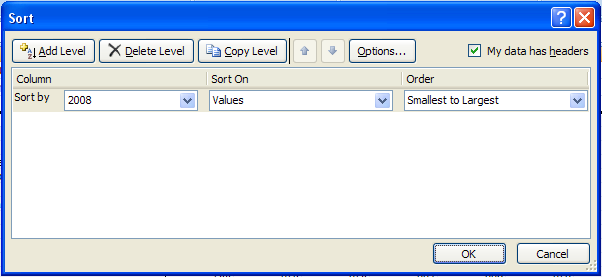 Sort
Add Level Delete Level Copy Level Options... My data has headers
Column Sort On Order
Sort by 2008 Values Smallest to Largest
OK Cancel